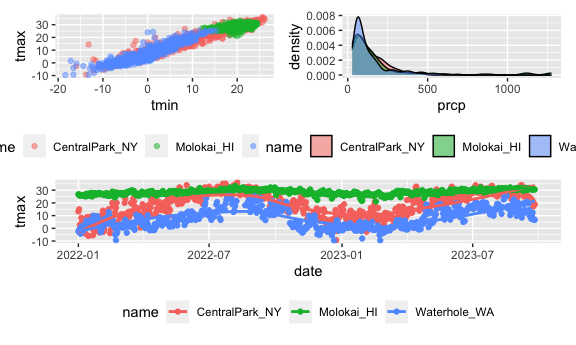 tmax
30
20
10
0
-10
-20
-10
0
10
20
tmin
density
0.008
0.006
0.004
0.002
0.000
0
500
1000
prcp
me
CentralPark_NY
Molokai_HI
name
CentralPark_NY
Molokai_HI
Wa
tmax
30
20
10
0
-10
2022-01
2022-07
2023-01
2023-07
date
name
CentralPark_NY
Molokai_HI
Waterhole_WA